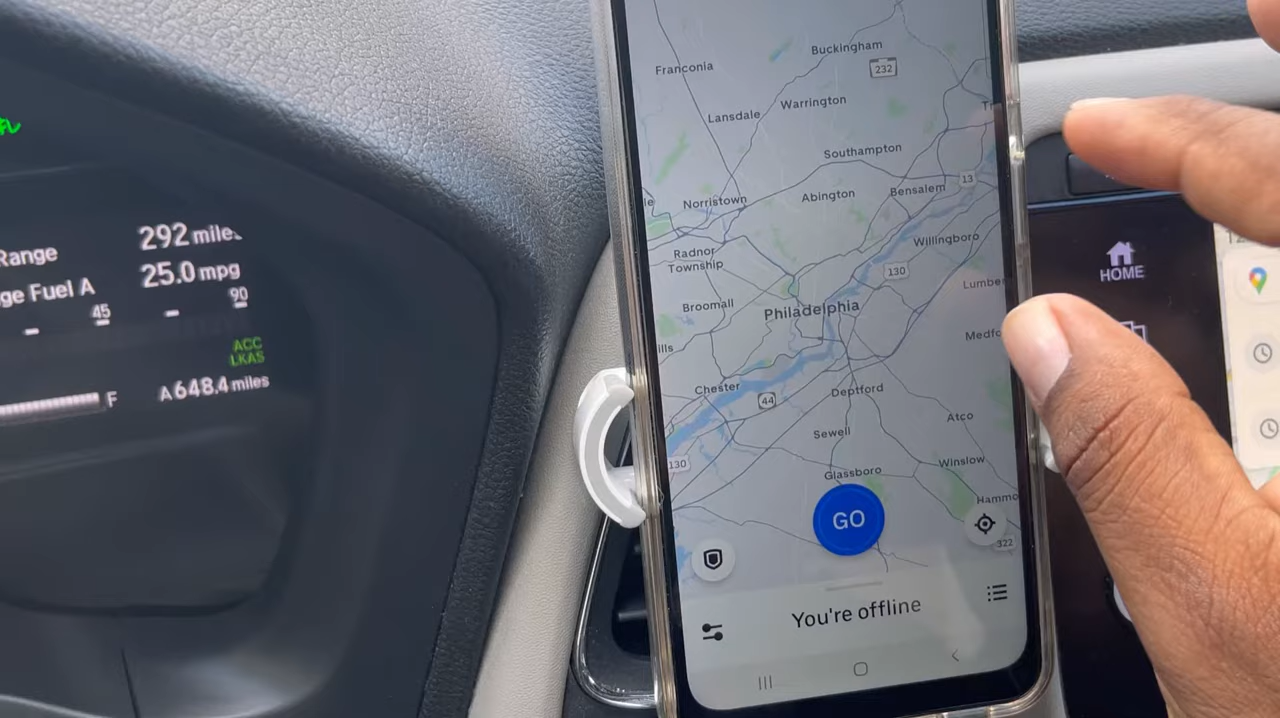 Range 292 miles
ge Fuel A 25.0 mpg
45 90
ACC
LKAS
F A 648.4 miles
Buckingham
Franconia
232
Warrington
Lansdale
Southampton
13
Abington
Bensalem
Norristown
Willingboro
Radnor
Township
130
Broomall
Philadelphia
Chester
44
Deptford
Atco
Sewell
130
Glassboro
Winslow
GO
322
You're offline
HOME